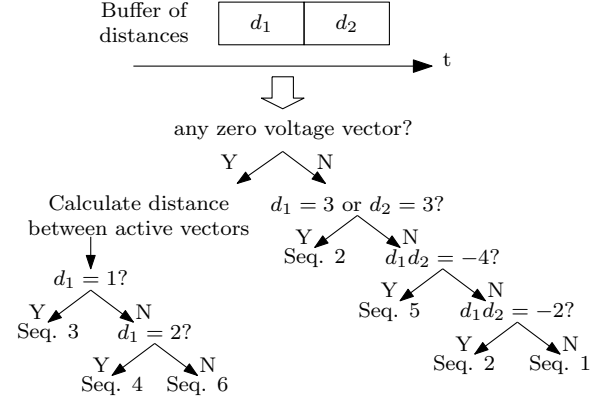 Buffer of
distances
d₁ d₂
t
any zero voltage vector?
Y N
Calculate distance
between active vectors
d₁ = 3 or d₂ = 3?
Y N
Seq. 2
d₁d₂ = −4?
d₁ = 1?
Y N
Seq. 5
d₁d₂ = −2?
Y N
Seq. 3
d₁ = 2?
Y N
Seq. 2 Seq. 1
Y N
Seq. 4 Seq. 6